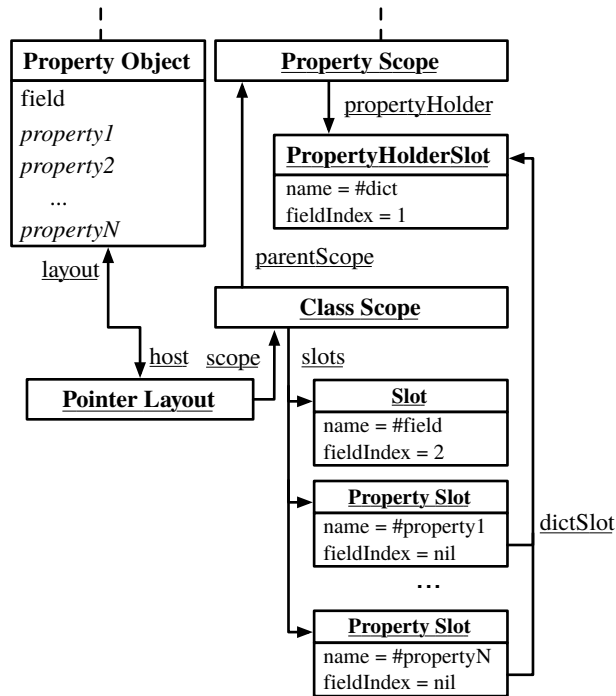 Property Object
field
property1
property2
...
propertyN
layout
host
Pointer Layout
scope
Property Scope
propertyHolder
PropertyHolderSlot
name = #dict
fieldIndex = 1
parentScope
Class Scope
slots
Slot
name = #field
fieldIndex = 2
Property Slot
name = #property1
fieldIndex = nil
...
Property Slot
name = #propertyN
fieldIndex = nil
dictSlot